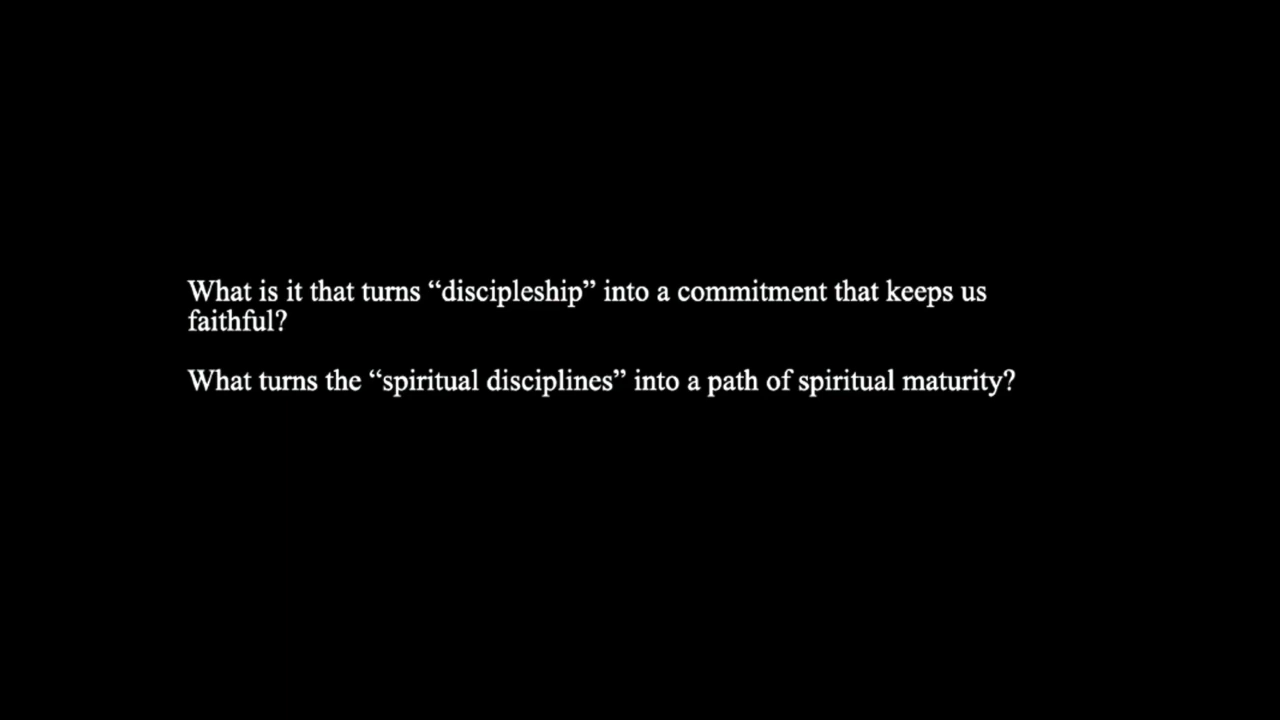 What is it that turns “discipleship” into a commitment that keeps us
faithful?
What turns the “spiritual disciplines” into a path of spiritual maturity?